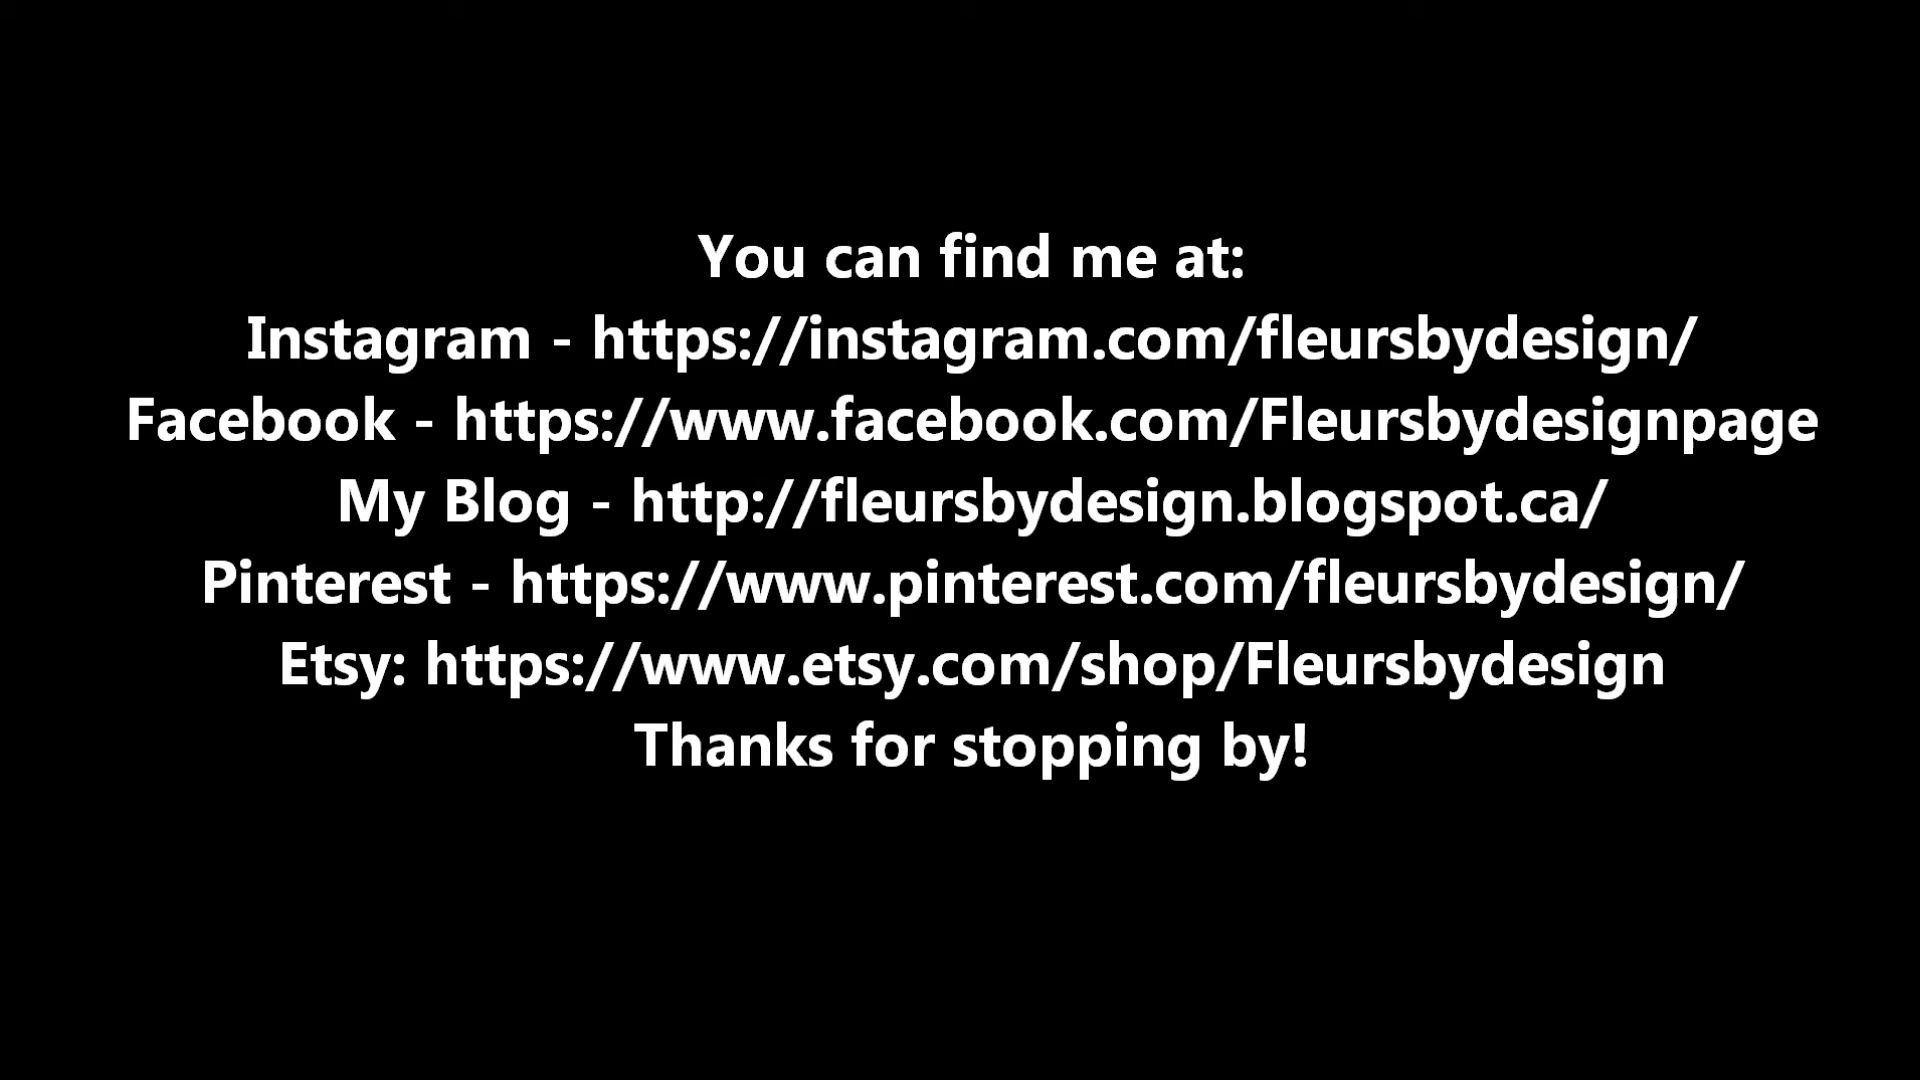 You can find me at:
Instagram - https://instagram.com/fleursbydesign/
Facebook - https://www.facebook.com/Fleursbydesignpage
My Blog - http://fleursbydesign.blogspot.ca/
Pinterest - https://www.pinterest.com/fleursbydesign/
Etsy: https://www.etsy.com/shop/Fleursbydesign
Thanks for stopping by!